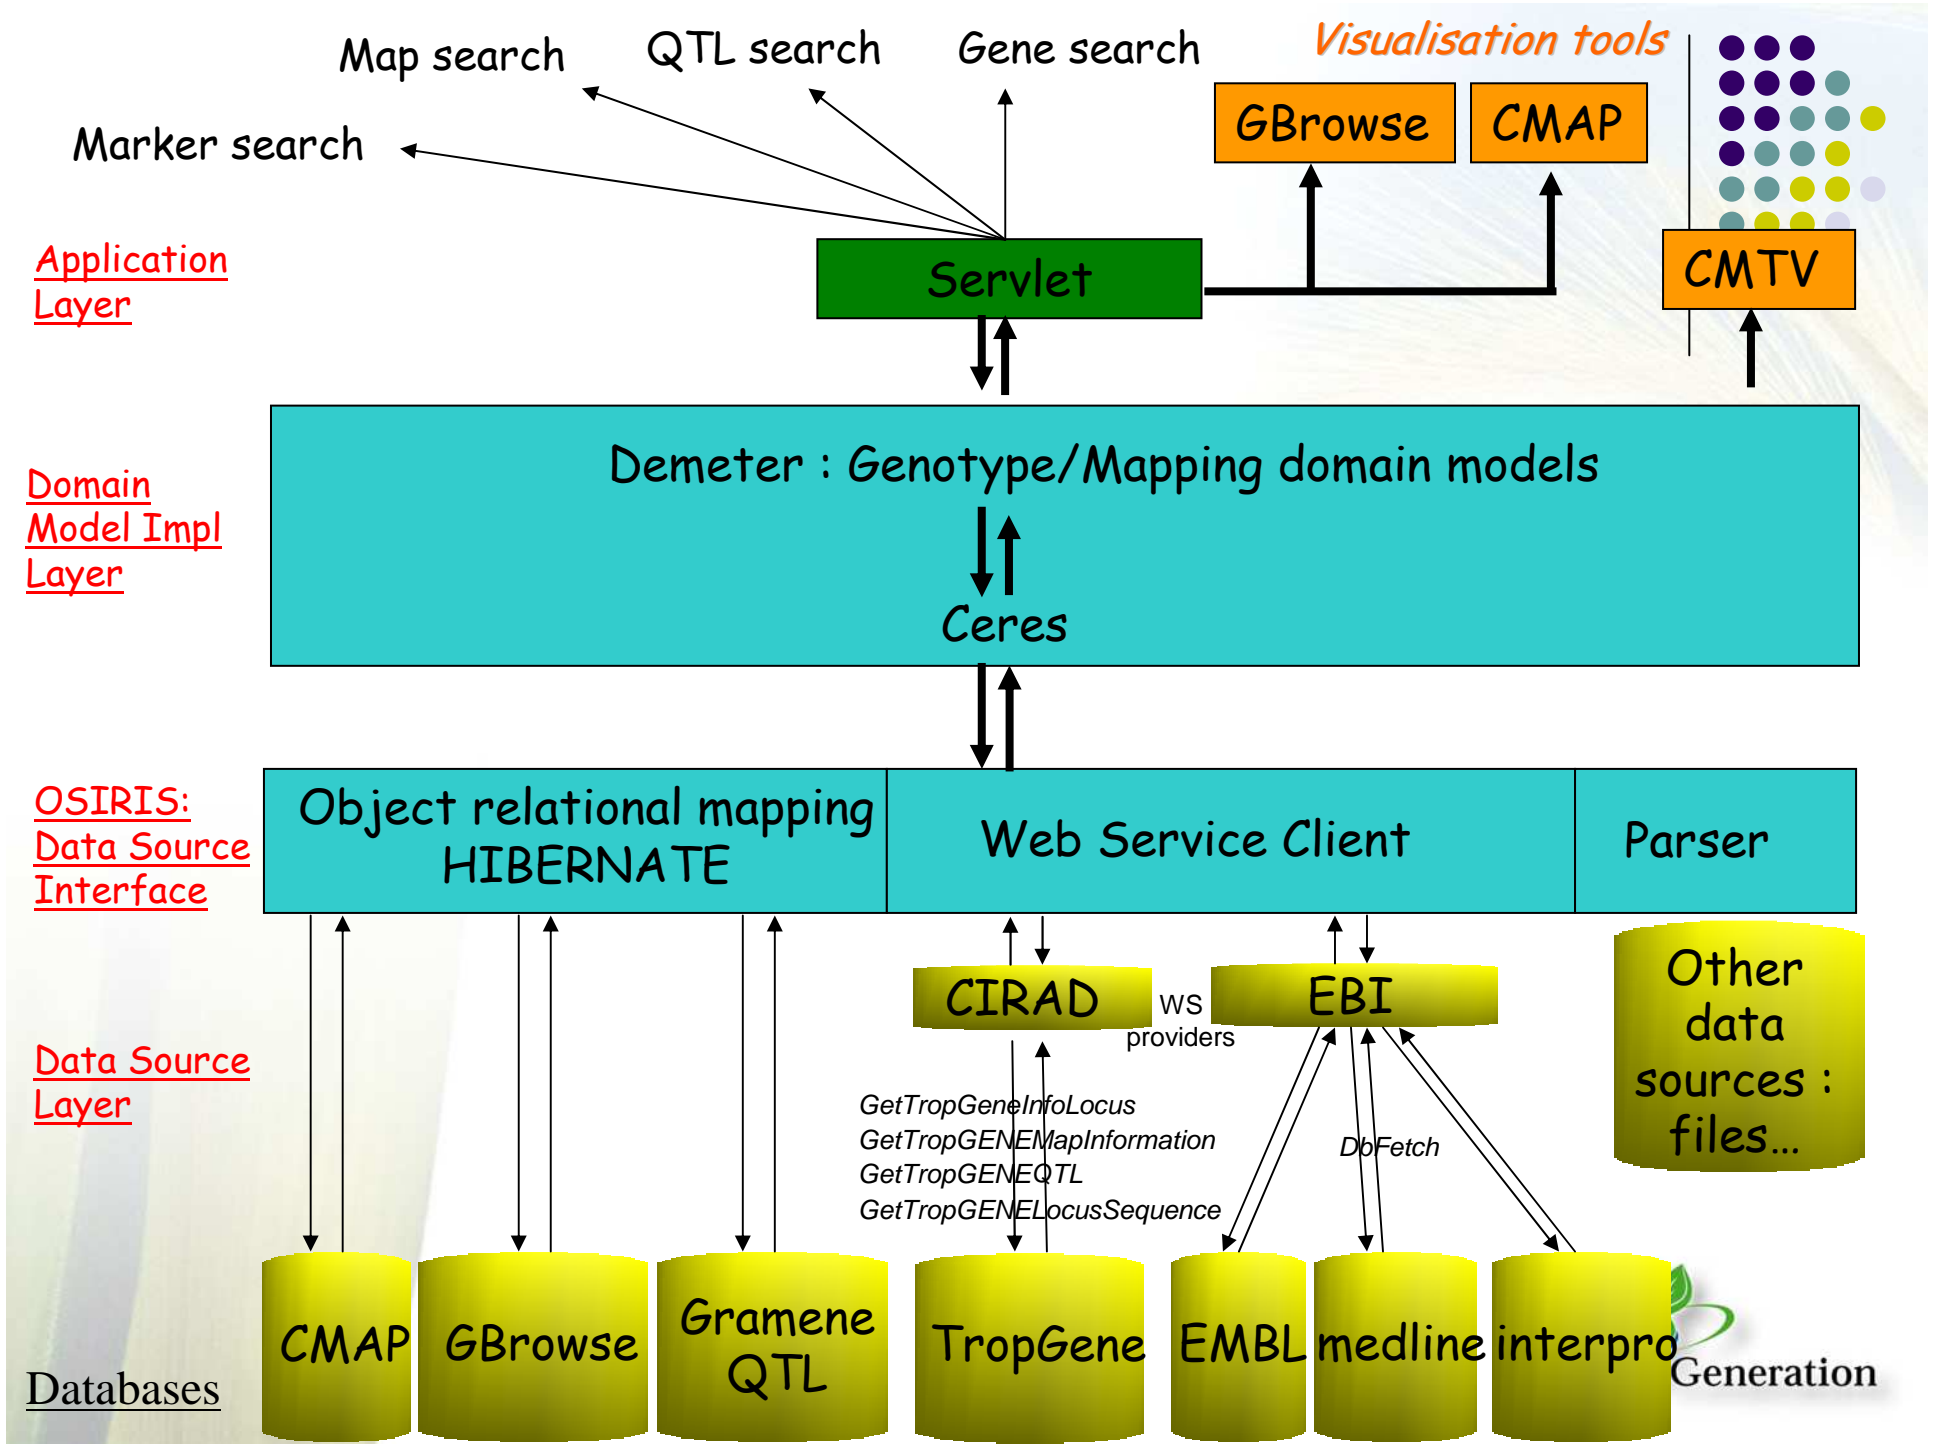 Map search
QTL search
Gene search
Visualisation tools
Marker search
GBrowse
CMAP
Application
Layer
Servlet
CMTV
Domain
Model Impl
Layer
Demeter : Genotype/Mapping domain models
Ceres
OSIRIS:
Data Source
Interface
Object relational mapping
HIBERNATE
Web Service Client
Parser
Data Source
Layer
CIRAD
WS
providers
EBI
Other
data
sources :
files...
GetTropGeneInfoLocus
GetTropGENEMapInformation
GetTropGENEQTL
GetTropGENELocusSequence
DbFetch
Databases
CMAP
GBrowse
Gramene
QTL
TropGene
EMBL
medline
interpro
Generation